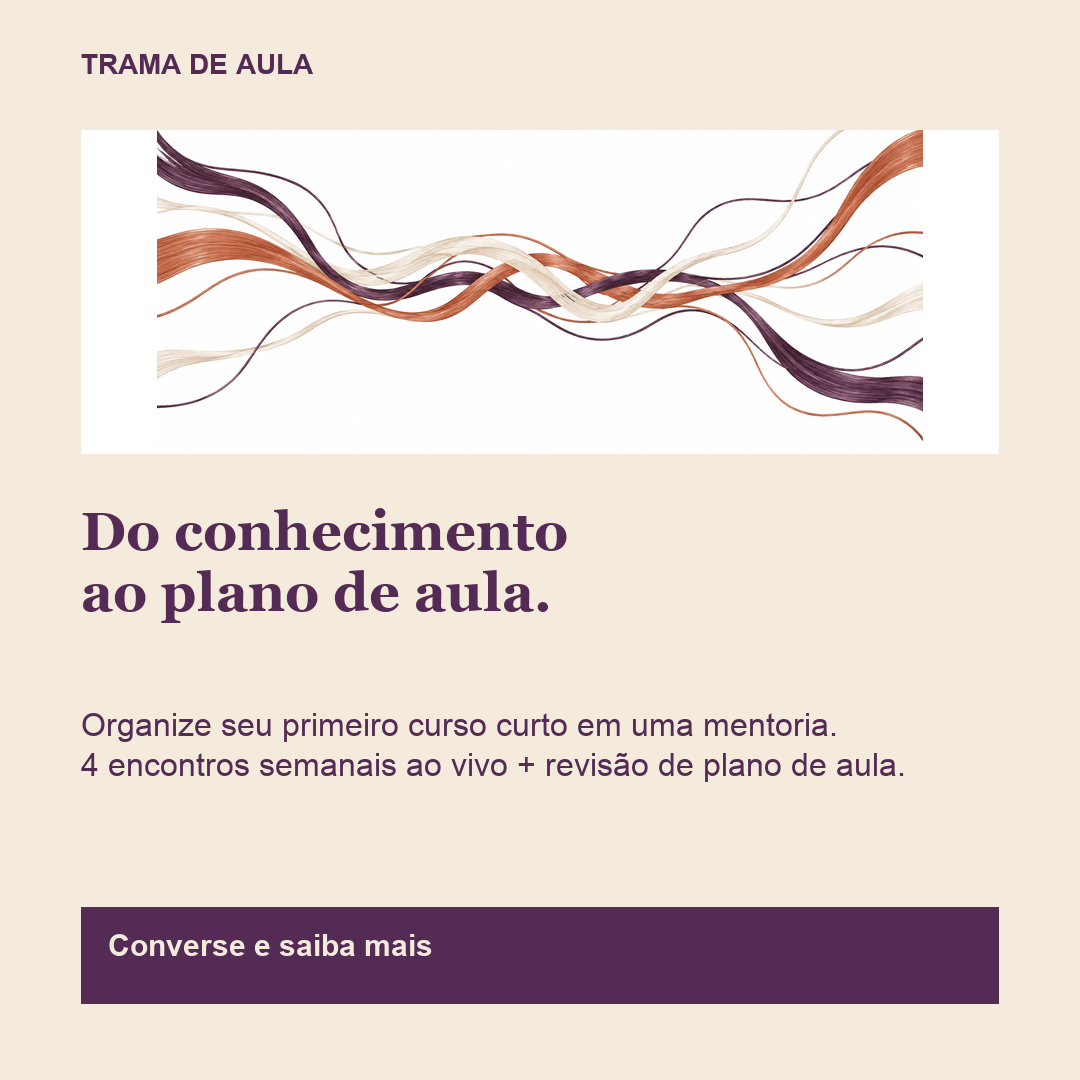 TRAMA DE AULA
Do conhecimento
ao plano de aula.
Organize seu primeiro curso curto em uma mentoria.
4 encontros semanais ao vivo + revisão de plano de aula.
Converse e saiba mais